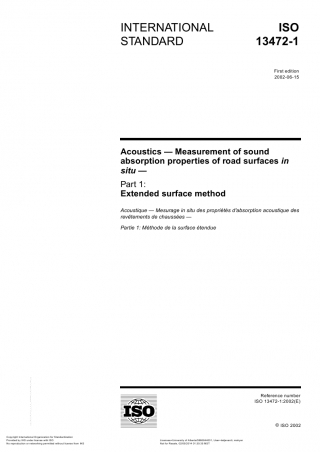 INTERNATIONAL
STANDARD
ISO
13472-1
First edition
2002-06-15
Acoustics — Measurement of sound
absorption properties of road surfaces in
situ —
Part 1:
Extended surface method
Acoustique — Mesurage in situ des propriétés d'absorption acoustique des
revêtements de chaussées —
Partie 1: Méthode de la surface étendue
ISO
Reference number
ISO 13472-1:2002(E)
© ISO 2002